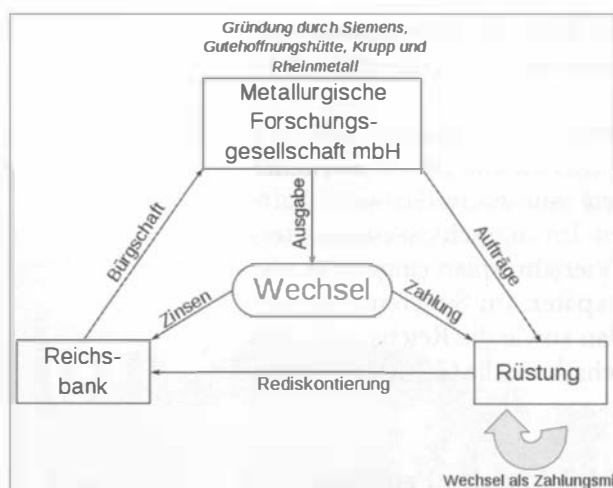 Gründung durch Siemens,
Gutehoffnungshütte, Krupp und
Rheinmetall
Metallurgische
Forschungs-
gesellschaft mbH
Bürgschaft
Ausgabe
Aufträge
Wechsel
Zinsen
Zahlung
Reichs-
bank
Rediskontierung
Rüstung
Wechsel als Zahlungsmi